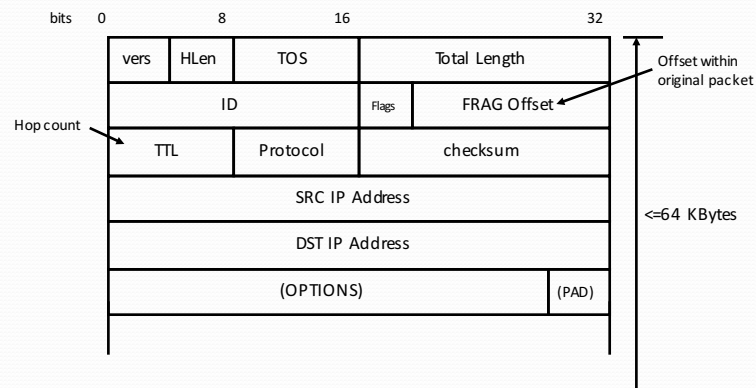 bits 0 8 16 32
vers HLen TOS Total Length
Offset within
original packet
ID Flags FRAG Offset
Hop count
TTL Protocol checksum
SRC IP Address
<=64 KBytes
DST IP Address
(OPTIONS) (PAD)